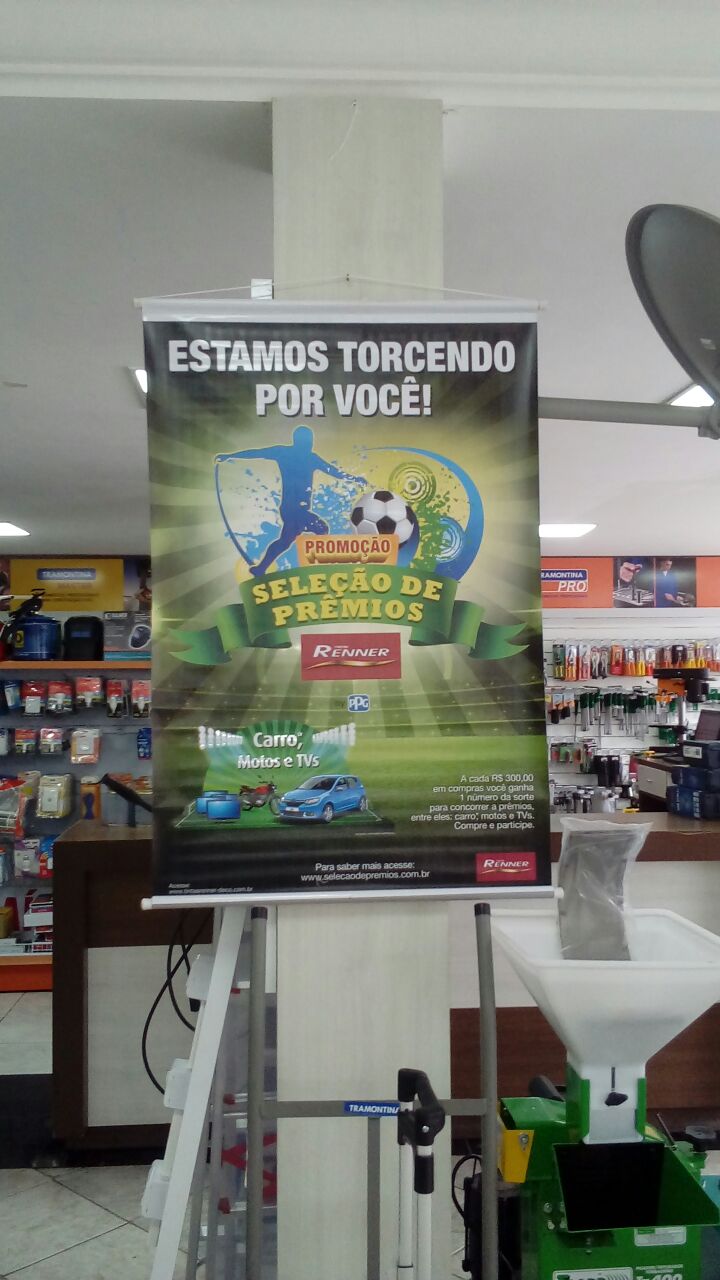 ESTAMOS TORCENDO
POR VOCÊ!
PROMOÇÃO
SELEÇÃO DE
PRÊMIOS
RENNER
PPG
Carro*,
Motos e TVs
A cada R$ 300,00
em compras você ganha
1 número da sorte
para concorrer a prêmios,
entre eles: carro*, motos e TVs.
Compre e participe.
Para saber mais acesse:
www.selecaodepremios.com.br
RENNER
Acesse:
TRAMONTINA
RAMONTINA
PRO
TRAMONTINA